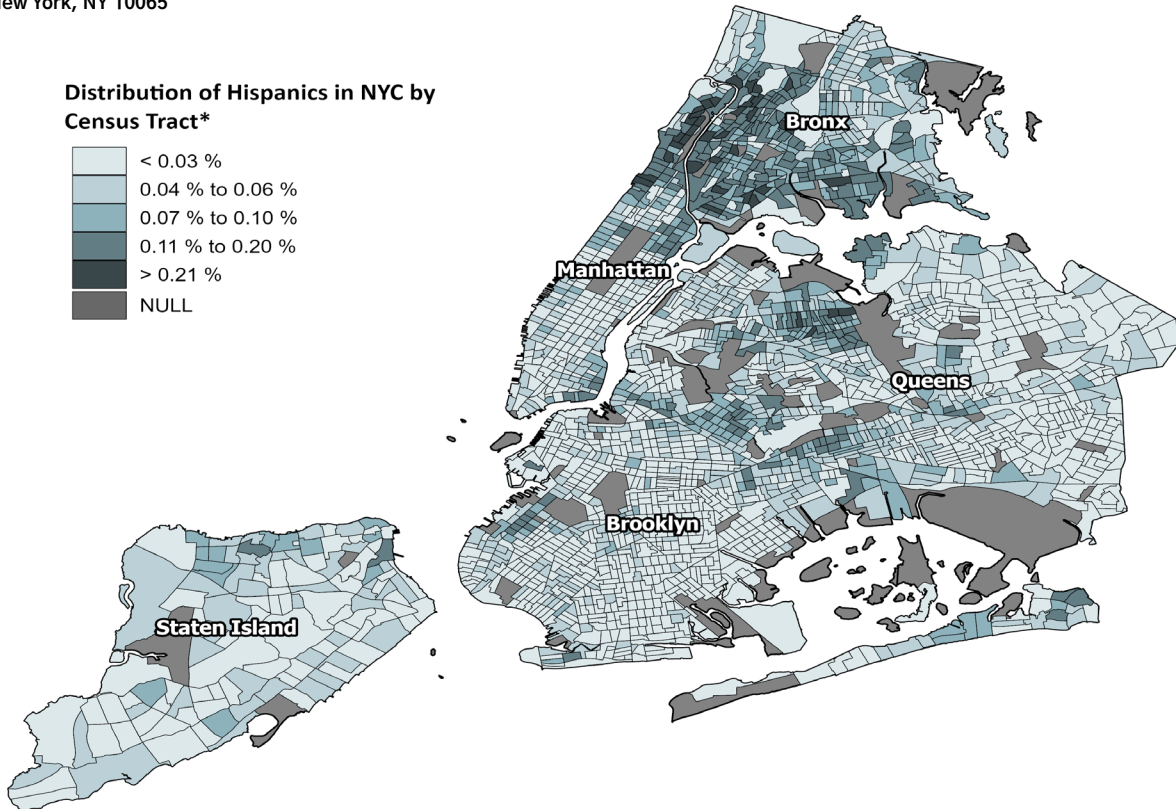 New York, NY 10065
Distribution of Hispanics in NYC by
Census Tract*
< 0.03 %
0.04 % to 0.06 %
0.07 % to 0.10 %
0.11 % to 0.20 %
> 0.21 %
NULL
Bronx
Manhattan
Queens
Brooklyn
Staten Island